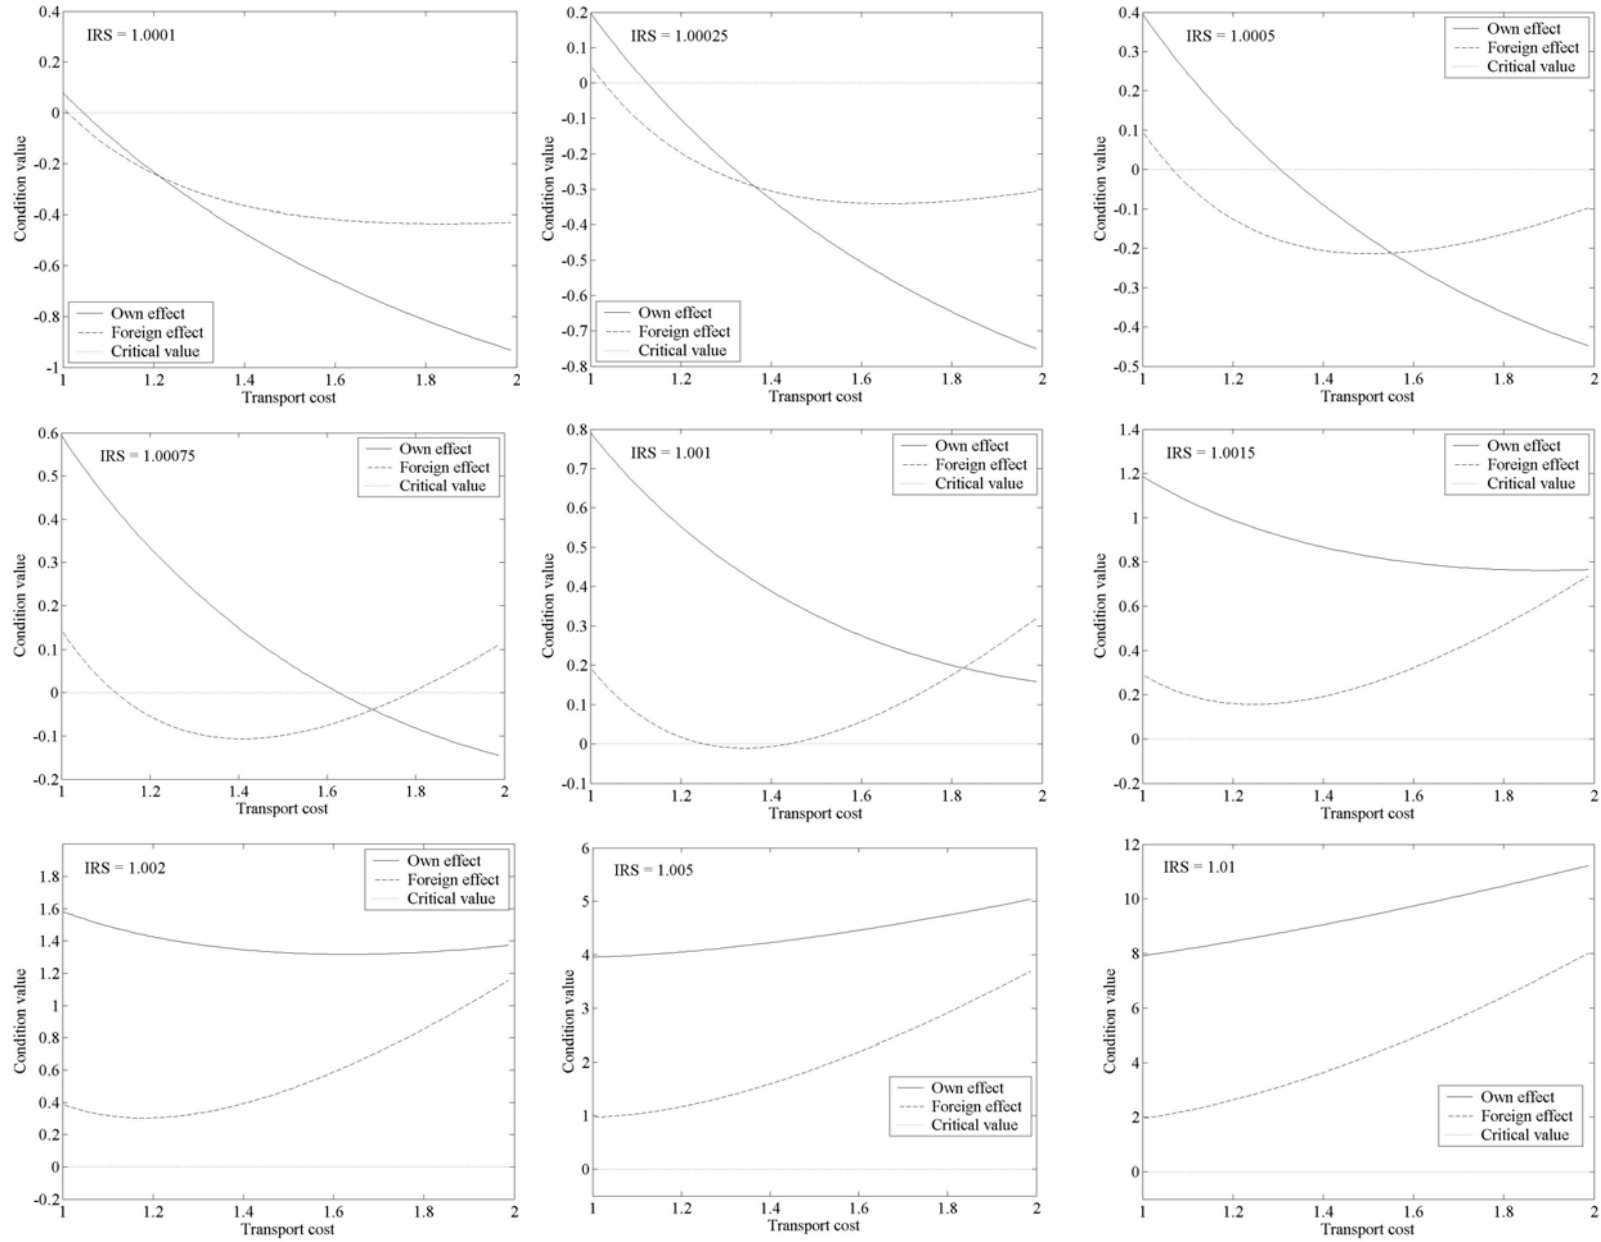 IRS = 1.0001
0.4
0.2
0
-0.2
-0.4
-0.6
-0.8
-1
Condition value
Own effect
Foreign effect
Critical value
1 1.2 1.4 1.6 1.8 2
Transport cost
IRS = 1.00025
0.2
0.1
0
-0.1
-0.2
-0.3
-0.4
-0.5
-0.6
-0.7
-0.8
Condition value
Own effect
Foreign effect
Critical value
1 1.2 1.4 1.6 1.8 2
Transport cost
IRS = 1.0005
0.4
0.3
0.2
0.1
0
-0.1
-0.2
-0.3
-0.4
-0.5
Condition value
Own effect
Foreign effect
Critical value
1 1.2 1.4 1.6 1.8 2
Transport cost
IRS = 1.00075
0.6
0.5
0.4
0.3
0.2
0.1
0
-0.1
-0.2
Condition value
Own effect
Foreign effect
Critical value
1 1.2 1.4 1.6 1.8 2
Transport cost
IRS = 1.001
0.8
0.7
0.6
0.5
0.4
0.3
0.2
0.1
0
-0.1
Condition value
Own effect
Foreign effect
Critical value
1 1.2 1.4 1.6 1.8 2
Transport cost
IRS = 1.0015
1.4
1.2
1
0.8
0.6
0.4
0.2
0
-0.2
Condition value
Own effect
Foreign effect
Critical value
1 1.2 1.4 1.6 1.8 2
Transport cost
IRS = 1.002
1.8
1.6
1.4
1.2
1
0.8
0.6
0.4
0.2
0
-0.2
Condition value
Own effect
Foreign effect
Critical value
1 1.2 1.4 1.6 1.8 2
Transport cost
IRS = 1.005
6
5
4
3
2
1
0
Condition value
Own effect
Foreign effect
Critical value
1 1.2 1.4 1.6 1.8 2
Transport cost
IRS = 1.01
12
10
8
6
4
2
0
Condition value
Own effect
Foreign effect
Critical value
1 1.2 1.4 1.6 1.8 2
Transport cost